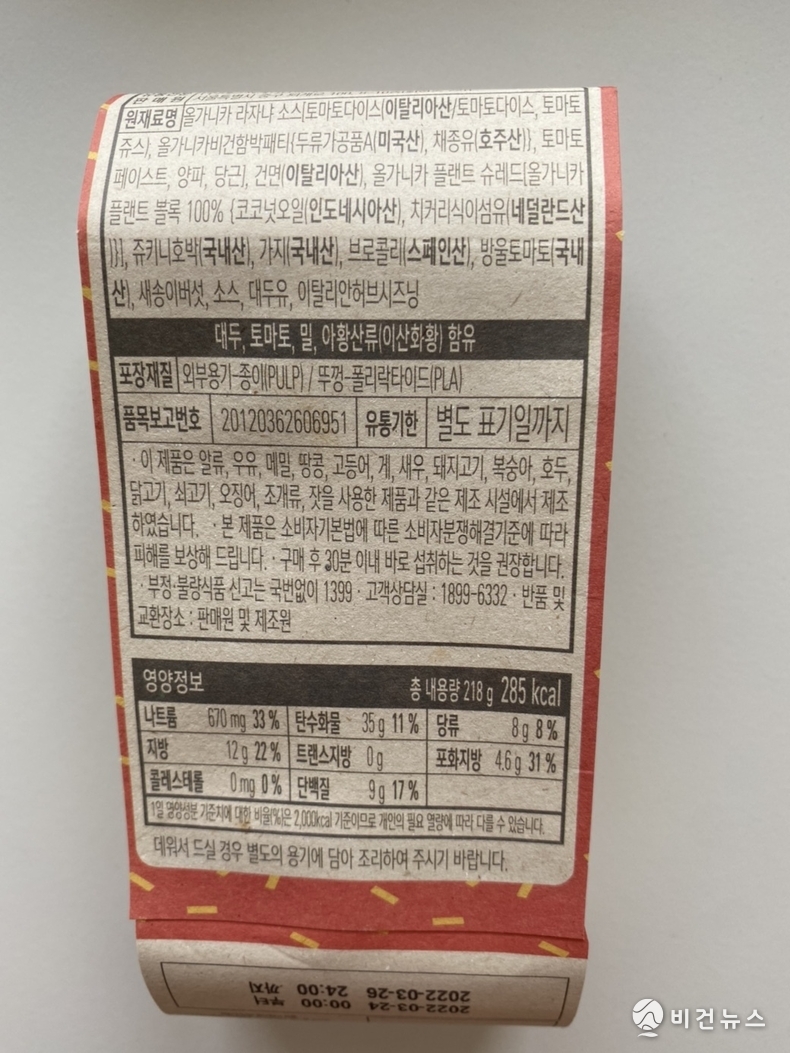 원재료명 올가니카 라자냐 소스[토마토다이스(이탈리아산/토마토다이스, 토마토
쥬스), 올가니카비건함박패티{두류가공품A(미국산), 채종유(호주산)}, 토마토
페이스트, 양파, 당근], 건면(이탈리아산), 올가니카 플랜트 슈레드[올가니카
플랜트 블록 100% {코코넛오일(인도네시아산), 치커리식이섬유(네덜란드산
)}], 쥬키니호박(국내산), 가지(국내산), 브로콜리(스페인산), 방울토마토(국내
산), 새송이버섯, 소스, 대두유, 이탈리안허브시즈닝
대두, 토마토, 밀, 아황산류(이산화황) 함유
포장재질 외부용기-종이(PULP) / 뚜껑-폴리락타이드(PLA)
품목보고번호 20120362606951 유통기한 별도 표기일까지
· 이 제품은 알류, 우유, 메밀, 땅콩, 고등어, 게, 새우, 돼지고기, 복숭아, 호두,
닭고기, 쇠고기, 오징어, 조개류, 잣을 사용한 제품과 같은 제조 시설에서 제조
하였습니다. · 본 제품은 소비자기본법에 따른 소비자분쟁해결기준에 따라
피해를 보상해 드립니다. · 구매 후 30분 이내 바로 섭취하는 것을 권장합니다.
· 부정·불량식품 신고는 국번없이 1399 · 고객상담실 : 1899-6332 · 반품 및
교환장소 : 판매원 및 제조원
영양정보 총 내용량 218 g 285 kcal
나트륨 670 mg 33 % 탄수화물 35 g 11 % 당류 8 g 8 %
지방 12 g 22 % 트랜스지방 0 g 포화지방 4.6 g 31 %
콜레스테롤 0 mg 0 % 단백질 9 g 17 %
1일 영양성분 기준치에 대한 비율(%)은 2,000kcal 기준이므로 개인의 필요 열량에 따라 다를 수 있습니다.
데워서 드실 경우 별도의 용기에 담아 조리하여 주시기 바랍니다.
2022-03-24 00:00 부터
2022-03-26 24:00 까지
비건뉴스